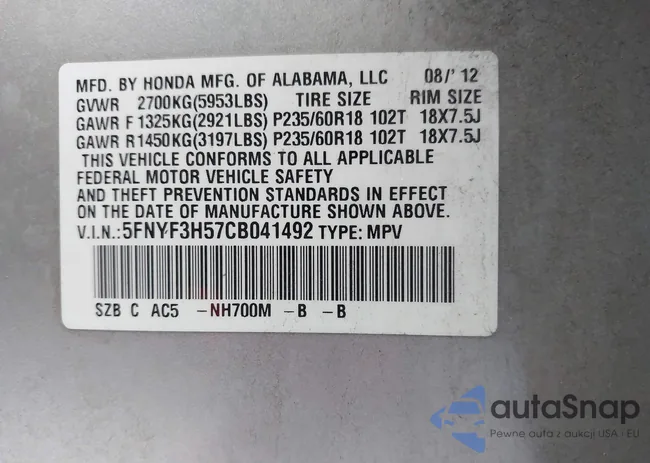 MFD. BY HONDA MFG. OF ALABAMA, LLC 08/'12
GVWR 2700KG(5953LBS) TIRE SIZE RIM SIZE
GAWR F1325KG(2921LBS) P235/60R18 102T 18X7.5J
GAWR R1450KG(3197LBS) P235/60R18 102T 18X7.5J
THIS VEHICLE CONFORMS TO ALL APPLICABLE
FEDERAL MOTOR VEHICLE SAFETY
AND THEFT PREVENTION STANDARDS IN EFFECT
ON THE DATE OF MANUFACTURE SHOWN ABOVE.
V.I.N.:5FNYF3H57CB041492 TYPE: MPV
SZB C AC5 -NH700M -B -B
autaSnap
Pewne auta z aukcji USA - EU